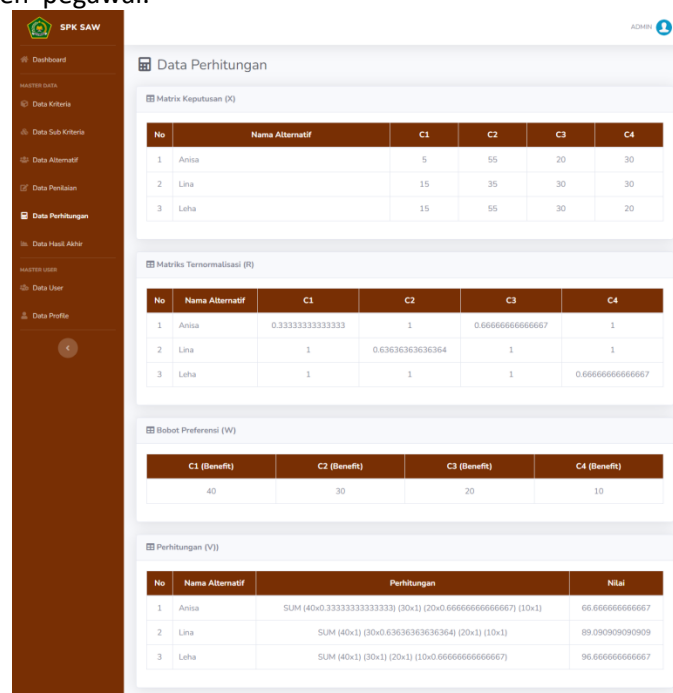 pegawai.
SPK SAW
ADMIN
Dashboard
MASTER DATA
Data Kriteria
Data Sub Kriteria
Data Alternatif
Data Penilaian
Data Perhitungan
Data Hasil Akhir
MASTER USER
Data User
Data Profile
Data Perhitungan
Matrix Keputusan (X)
No Nama Alternatif C1 C2 C3 C4
1 Anisa 5 55 20 30
2 Lina 15 35 30 30
3 Leha 15 55 30 20
Matriks Ternormalisasi (R)
No Nama Alternatif C1 C2 C3 C4
1 Anisa 0.33333333333333 1 0.66666666666667 1
2 Lina 1 0.63636363636364 1 1
3 Leha 1 1 1 0.66666666666667
Bobot Preferensi (W)
C1 (Benefit) C2 (Benefit) C3 (Benefit) C4 (Benefit)
40 30 20 10
Perhitungan (V))
No Nama Alternatif Perhitungan Nilai
1 Anisa SUM (40x0.33333333333333) (30x1) (20x0.66666666666667) (10x1) 66.666666666667
2 Lina SUM (40x1) (30x0.63636363636364) (20x1) (10x1) 89.090909090909
3 Leha SUM (40x1) (30x1) (20x1) (10x0.66666666666667) 96.666666666667